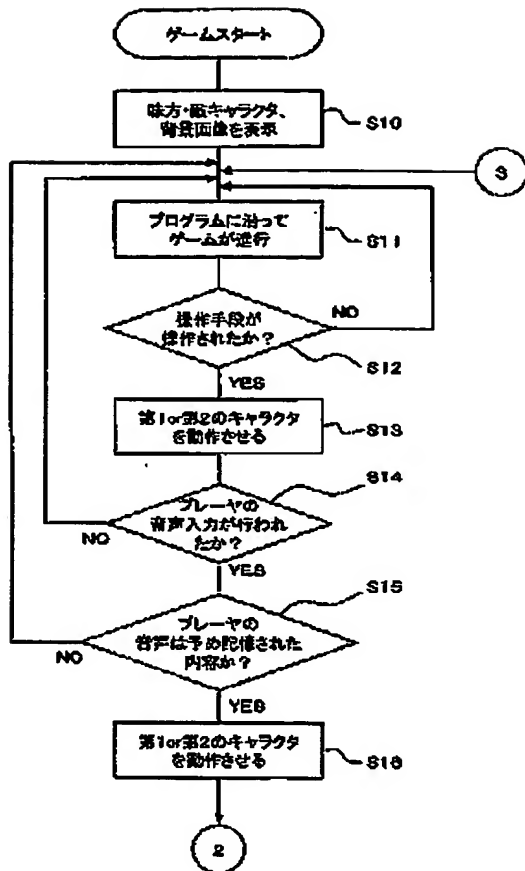 ゲームスタート
味方・敵キャラクタ、
背景画像を表示
S10
3
プログラムに沿って
ゲームが進行
S11
操作手段が
操作されたか?
NO
S12
YES
第1or第2のキャラクタ
を動作させる
S13
プレーヤの
音声入力が行われ
たか?
S14
NO
YES
プレーヤの
音声は予め記憶された
内容か?
S15
NO
YES
第1or第2のキャラクタ
を動作させる
S16
2